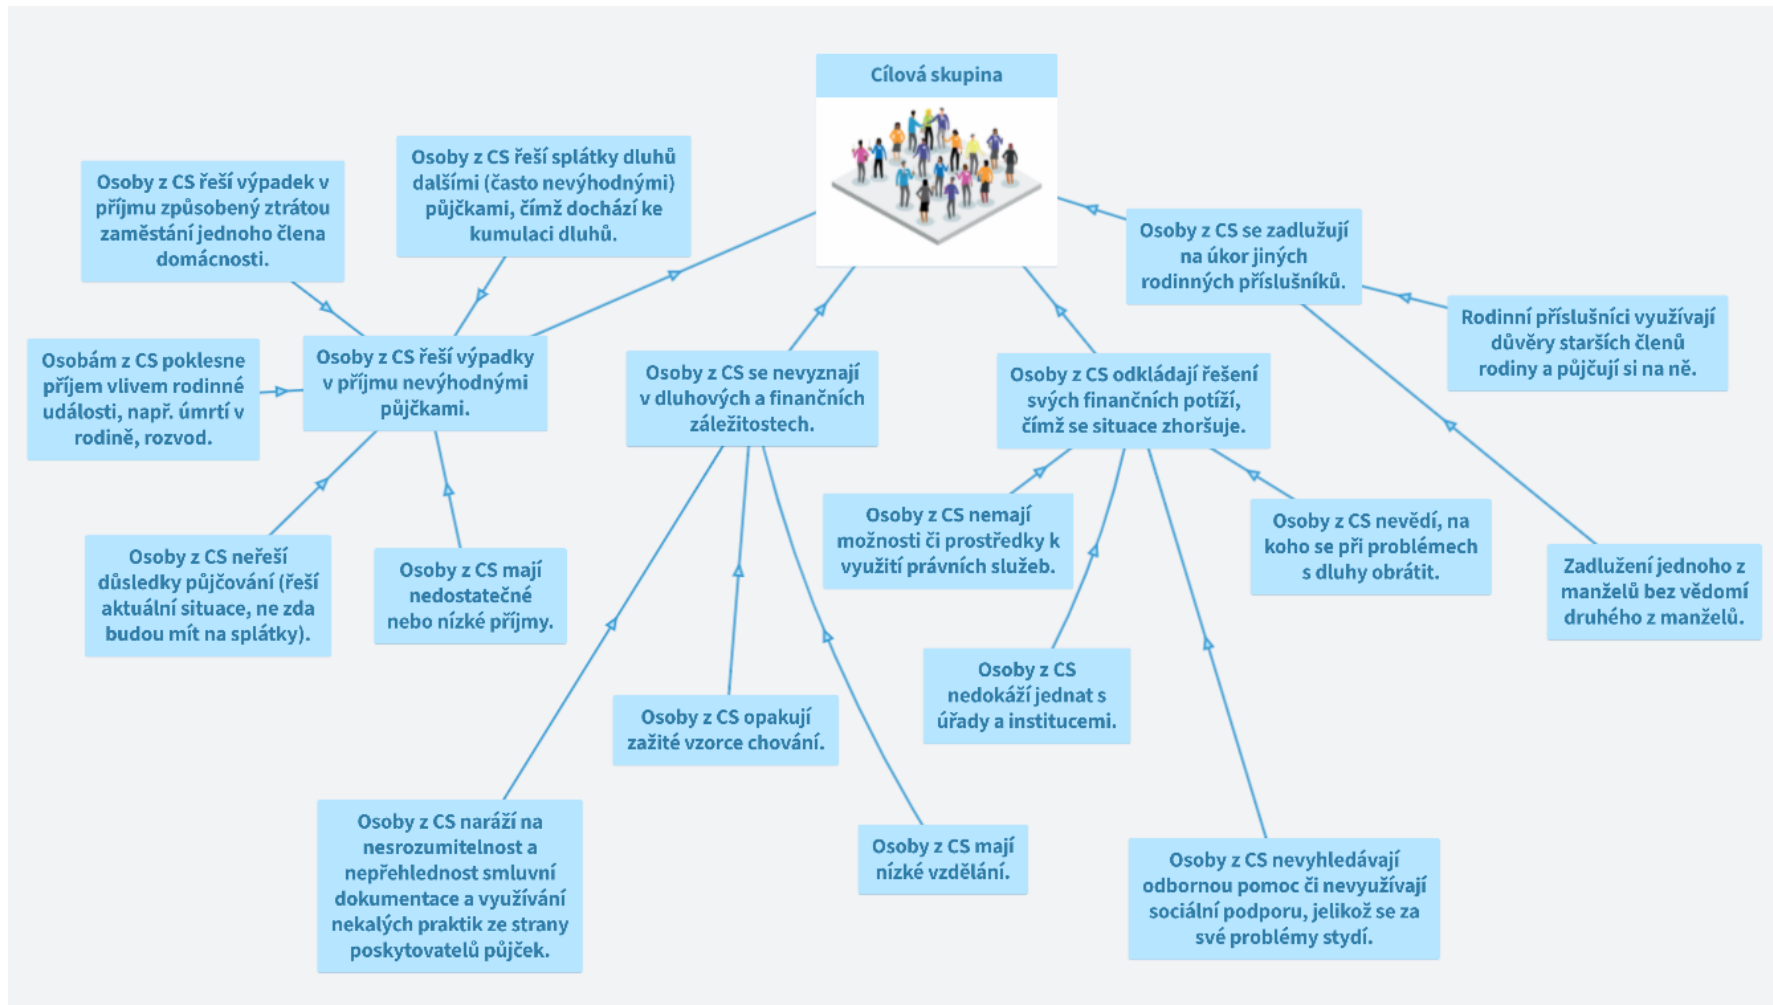 Cílová skupina
Osoby z CS řeší splátky dluhů
dalšími (často nevýhodnými)
půjčkami, čímž dochází ke
kumulaci dluhů.
Osoby z CS řeší výpadek v
příjmu způsobený ztrátou
zaměstání jednoho člena
domácnosti.
Osoby z CS se zadlužují
na úkor jiných
rodinných příslušníků.
Rodinní příslušníci využívají
důvěry starších členů
rodiny a půjčují si na ně.
Osobám z CS poklesne
příjem vlivem rodinné
události, např. úmrtí v
rodině, rozvod.
Osoby z CS řeší výpadky
v příjmu nevýhodnými
půjčkami.
Osoby z CS se nevyznají
v dluhových a finančních
záležitostech.
Osoby z CS odkládají řešení
svých finančních potíží,
čímž se situace zhoršuje.
Osoby z CS neřeší
důsledky půjčování (řeší
aktuální situace, ne zda
budou mít na splátky).
Osoby z CS mají
nedostatečné
nebo nízké příjmy.
Osoby z CS nemají
možnosti či prostředky k
využití právních služeb.
Osoby z CS nevědí, na
koho se při problémech
s dluhy obrátit.
Zadlužení jednoho z
manželů bez vědomí
druhého z manželů.
Osoby z CS
nedokáží jednat s
úřady a institucemi.
Osoby z CS opakují
zažité vzorce chování.
Osoby z CS naráží na
nesrozumitelnost a
nepřehlednost smluvní
dokumentace a využívání
nekalých praktik ze strany
poskytovatelů půjček.
Osoby z CS mají
nízké vzdělání.
Osoby z CS nevyhledávají
odbornou pomoc či nevyužívají
sociální podporu, jelikož se za
své problémy stydí.